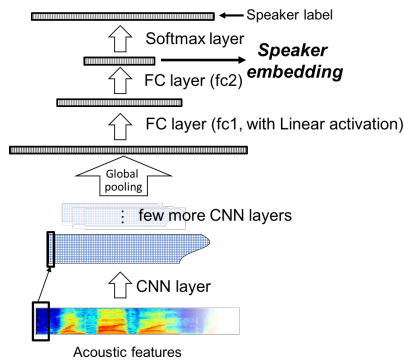 Speaker label
Softmax layer
Speaker
embedding
FC layer (fc2)
FC layer (fc1, with Linear activation)
Global
pooling
few more CNN layers
CNN layer
Acoustic features